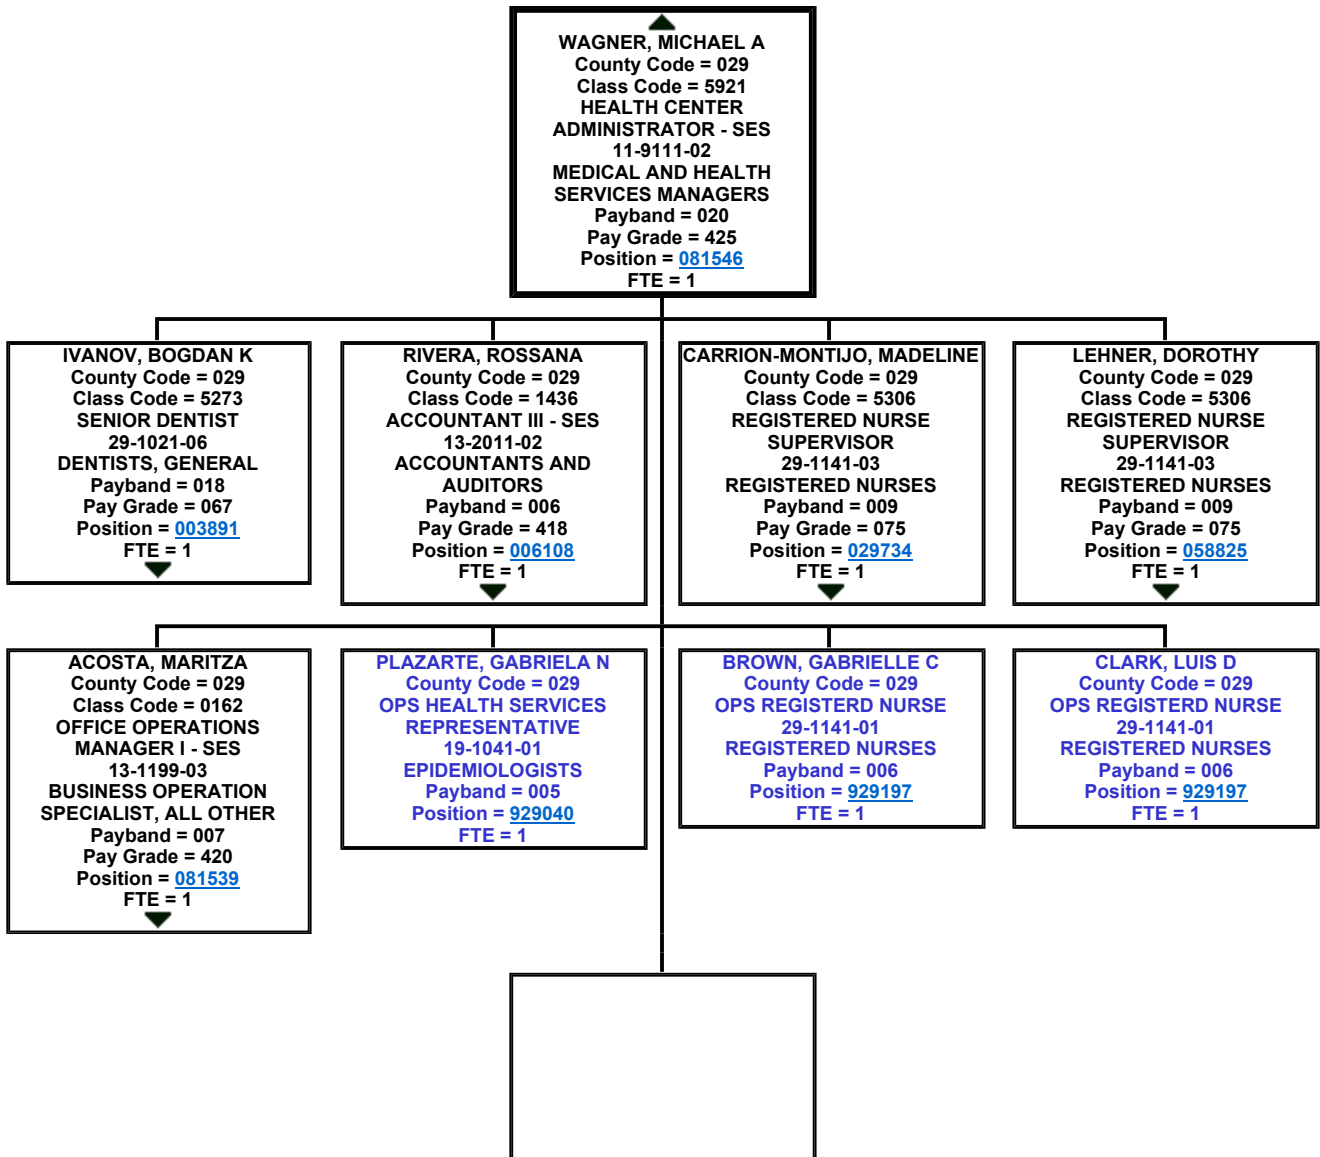 WAGNER, MICHAEL A
County Code = 029
Class Code = 5921
HEALTH CENTER
ADMINISTRATOR - SES
11-9111-02
MEDICAL AND HEALTH
SERVICES MANAGERS
Payband = 020
Pay Grade = 425
Position = 081546
FTE = 1
IVANOV, BOGDAN K
County Code = 029
Class Code = 5273
SENIOR DENTIST
29-1021-06
DENTISTS, GENERAL
Payband = 018
Pay Grade = 067
Position = 003891
FTE = 1
RIVERA, ROSSANA
County Code = 029
Class Code = 1436
ACCOUNTANT III - SES
13-2011-02
ACCOUNTANTS AND
AUDITORS
Payband = 006
Pay Grade = 418
Position = 006108
FTE = 1
CARRION-MONTIJO, MADELINE
County Code = 029
Class Code = 5306
REGISTERED NURSE
SUPERVISOR
29-1141-03
REGISTERED NURSES
Payband = 009
Pay Grade = 075
Position = 029734
FTE = 1
LEHNER, DOROTHY
County Code = 029
Class Code = 5306
REGISTERED NURSE
SUPERVISOR
29-1141-03
REGISTERED NURSES
Payband = 009
Pay Grade = 075
Position = 058825
FTE = 1
ACOSTA, MARITZA
County Code = 029
Class Code = 0162
OFFICE OPERATIONS
MANAGER I - SES
13-1199-03
BUSINESS OPERATION
SPECIALIST, ALL OTHER
Payband = 007
Pay Grade = 420
Position = 081539
FTE = 1
PLAZARTE, GABRIELA N
County Code = 029
OPS HEALTH SERVICES
REPRESENTATIVE
19-1041-01
EPIDEMIOLOGISTS
Payband = 005
Position = 929040
FTE = 1
BROWN, GABRIELLE C
County Code = 029
OPS REGISTERD NURSE
29-1141-01
REGISTERED NURSES
Payband = 006
Position = 929197
FTE = 1
CLARK, LUIS D
County Code = 029
OPS REGISTERD NURSE
29-1141-01
REGISTERED NURSES
Payband = 006
Position = 929197
FTE = 1